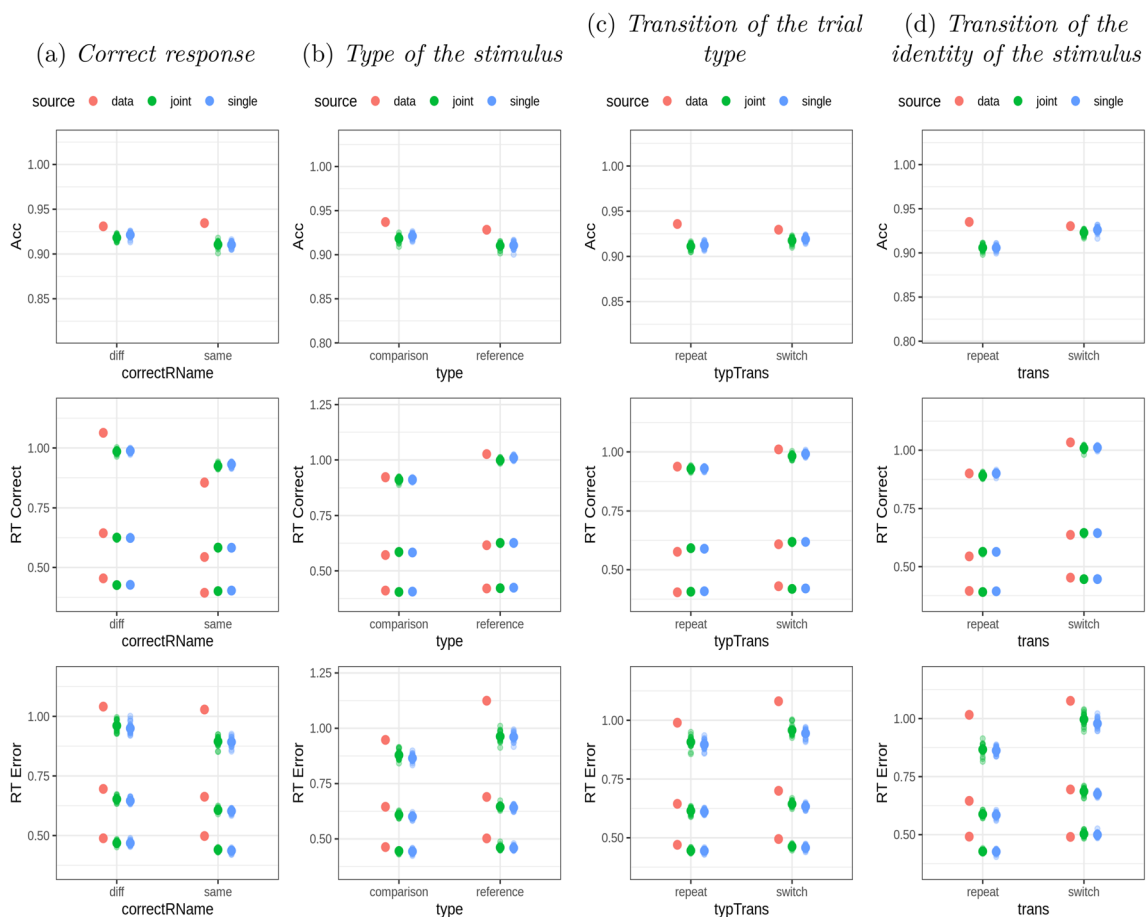 (a) Correct response
(b) Type of the stimulus
(c) Transition of the trial
type
(d) Transition of the
identity of the stimulus
source data joint single
source data joint single
source data joint single
source data joint single
Acc
1.00
0.95
0.90
0.85
diff same
correctRName
Acc
1.00
0.95
0.90
0.85
0.80
comparison reference
type
Acc
1.00
0.95
0.90
0.85
repeat switch
typTrans
Acc
1.00
0.95
0.90
0.85
0.80
repeat switch
trans
RT Correct
1.00
0.75
0.50
diff same
correctRName
RT Correct
1.25
1.00
0.75
0.50
comparison reference
type
RT Correct
1.00
0.75
0.50
repeat switch
typTrans
RT Correct
1.00
0.75
0.50
repeat switch
trans
RT Error
1.00
0.75
0.50
diff same
correctRName
RT Error
1.25
1.00
0.75
0.50
comparison reference
type
RT Error
1.00
0.75
0.50
repeat switch
typTrans
RT Error
1.00
0.75
0.50
repeat switch
trans